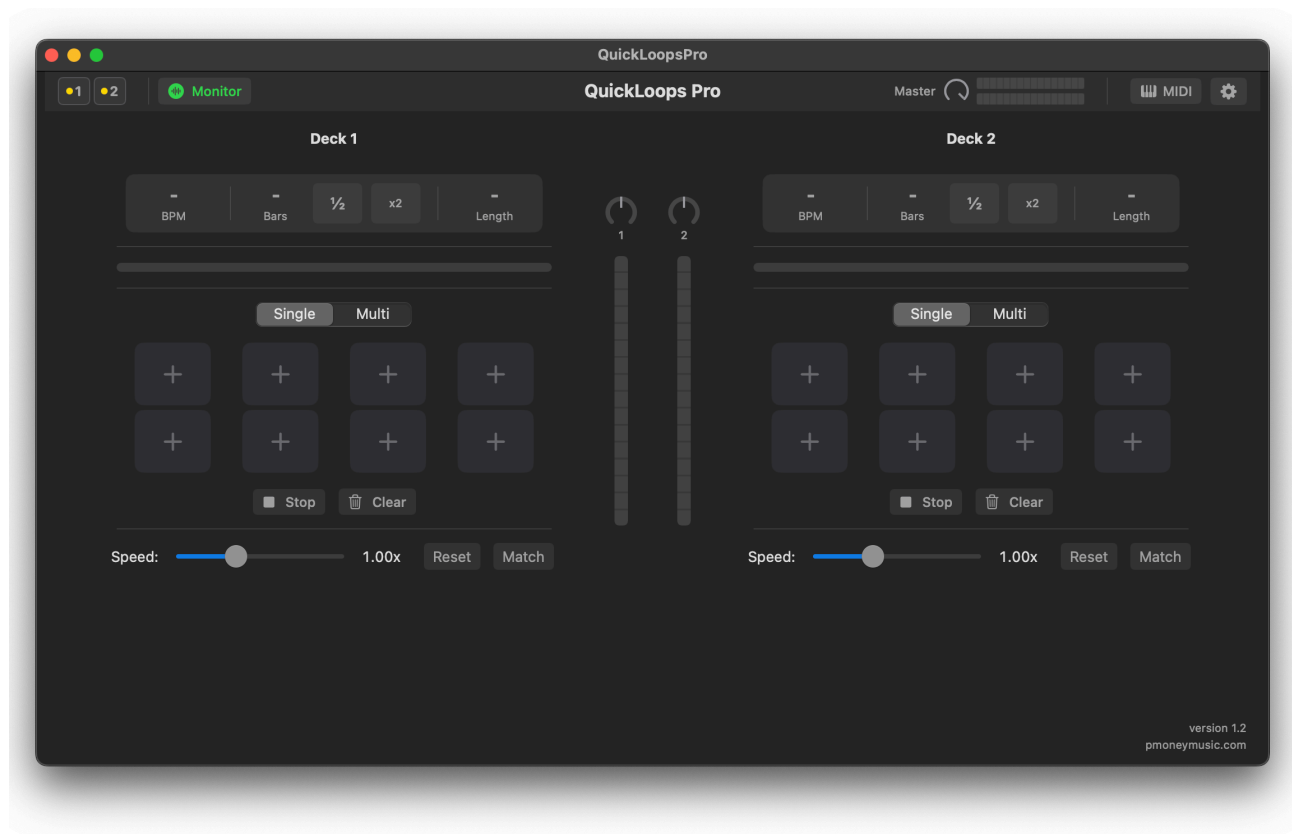 QuickLoopsPro
1 2 Monitor QuickLoops Pro Master MIDI
Deck 1
- - ½ x2 -
BPM Bars Length
Single Multi
+ + + +
+ + + +
Stop Clear
Speed: 1.00x Reset Match
1 2
Deck 2
- - ½ x2 -
BPM Bars Length
Single Multi
+ + + +
+ + + +
Stop Clear
Speed: 1.00x Reset Match
version 1.2
pmoneymusic.com